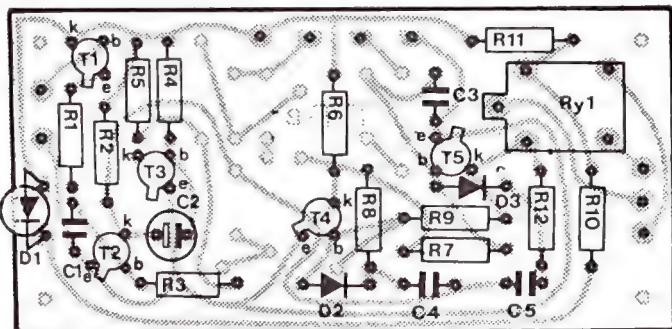 k
b
T1
e
R1
R2
R5
R4
k
b
T3
e
C2
D1
C1
k
T2
e
b
R3
R6
k
T4
e
b
R8
D2
C3
e
T5
b
k
D3
R9
R7
C4
C5
R11
Ry1
R12
R10